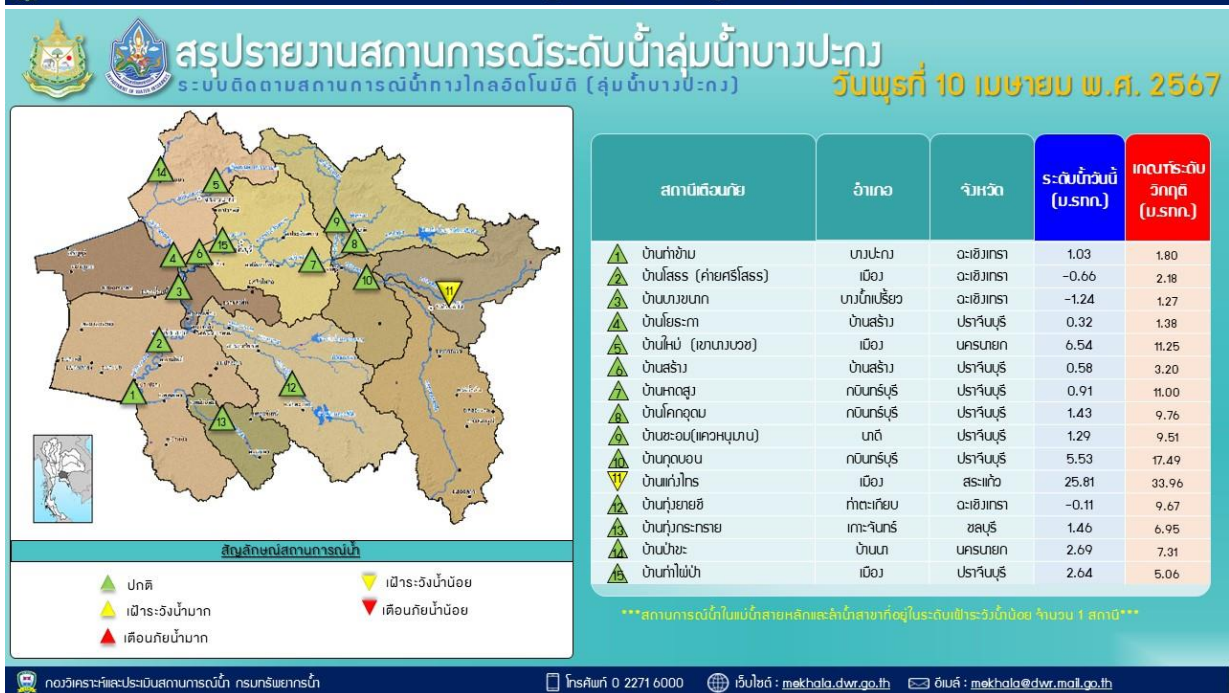 สรุปรายงานสถานการณ์ระดับน้ำลุ่มน้ำบางปะกง
ระบบติดตามสถานการณ์น้ำทางไกลอัตโนมัติ (ลุ่มน้ำบางปะกง)
วันพุธที่ 10 เมษายน พ.ศ. 2567
สถานีเตือนภัย อำเภอ จังหวัด ระดับน้ำวันนี้ (ม.รทก.) เกณฑ์ระดับวิกฤติ (ม.รทก.)
1 บ้านท่าข้าม บางปะกง ฉะเชิงเทรา 1.03 1.80
2 บ้านโสธร (ค่ายศรีโสธร) เมือง ฉะเชิงเทรา -0.66 2.18
3 บ้านบางขนาก บางน้ำเปรี้ยว ฉะเชิงเทรา -1.24 1.27
4 บ้านโยธะกา บ้านสร้าง ปราจีนบุรี 0.32 1.38
5 บ้านใหม่ (เขานางบวช) เมือง นครนายก 6.54 11.25
6 บ้านสร้าง บ้านสร้าง ปราจีนบุรี 0.58 3.20
7 บ้านหาดสูง กบินทร์บุรี ปราจีนบุรี 0.91 11.00
8 บ้านโคกอุดม กบินทร์บุรี ปราจีนบุรี 1.43 9.76
9 บ้านชะอม(แควหนุมาน) นาดี ปราจีนบุรี 1.29 9.51
10 บ้านกุดบอน กบินทร์บุรี ปราจีนบุรี 5.53 17.49
11 บ้านแก่งไทร เมือง สระแก้ว 25.81 33.96
12 บ้านทุ่งยายชี ท่าตะเกียบ ฉะเชิงเทรา -0.11 9.67
13 บ้านทุ่งกระทราย เกาะจันทร์ ชลบุรี 1.46 6.95
14 บ้านป่าขะ บ้านนา นครนายก 2.69 7.31
15 บ้านท่าไผ่ป่า เมือง ปราจีนบุรี 2.64 5.06
สัญลักษณ์สถานการณ์น้ำ
ปกติ
เฝ้าระวังน้ำน้อย
เฝ้าระวังน้ำมาก
เตือนภัยน้ำน้อย
เตือนภัยน้ำมาก
***สถานการณ์น้ำในแม่น้ำสายหลักและลำน้ำสาขาที่อยู่ในระดับเฝ้าระวังน้ำน้อย จำนวน 1 สถานี***
กองวิเคราะห์และประเมินสถานการณ์น้ำ กรมทรัพยากรน้ำ
โทรศัพท์ 0 2271 6000
เว็บไซต์ : mekhala.dwr.go.th
อีเมล์ : mekhala@dwr.mail.go.th